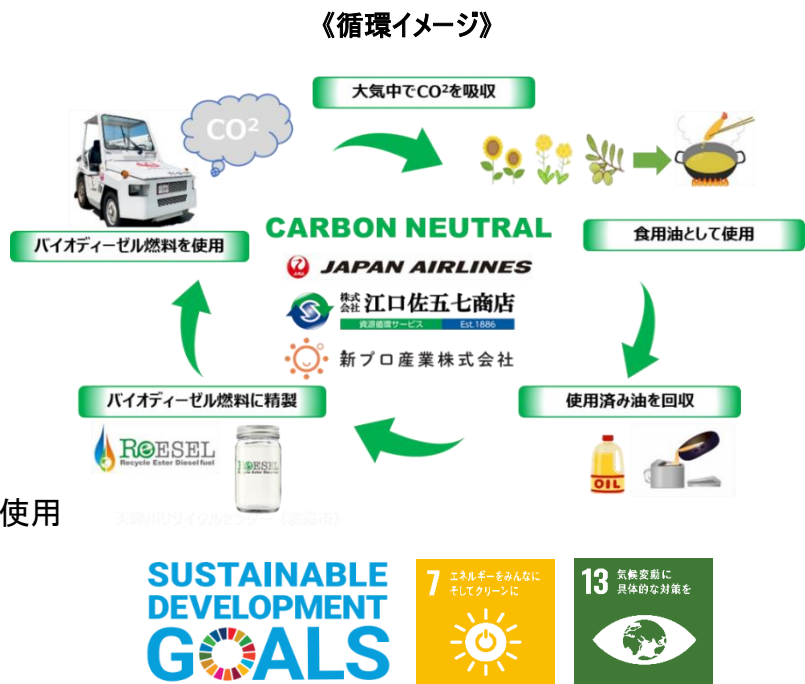 《循環イメージ》
大気中でCO²を吸収
CO²
CARBON NEUTRAL
食用油として使用
バイオディーゼル燃料を使用
JAL
JAPAN AIRLINES
株式会社 江口佐五七商店
資源循環サービス Est.1886
新プロ産業株式会社
バイオディーゼル燃料に精製
使用済み油を回収
ReESEL
Recycle Ester Diesel fuel
ReESEL
Recycle Ester Diesel fuel
OIL
使用
SUSTAINABLE
DEVELOPMENT
GOALS
7 エネルギーをみんなに
そしてクリーンに
13 気候変動に
具体的な対策を